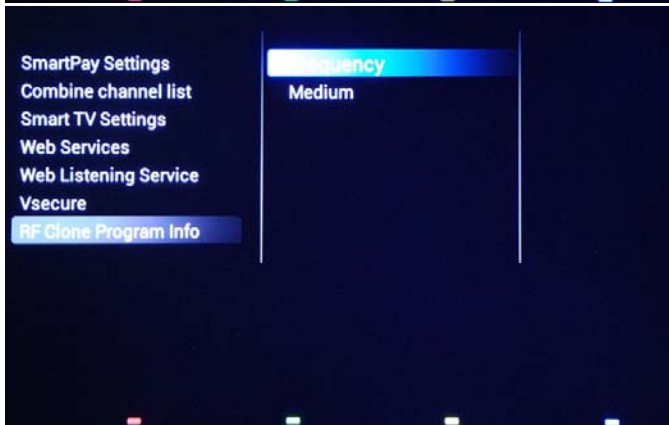 SmartPay Settings
Combine channel list
Smart TV Settings
Web Services
Web Listening Service
Vsecure
RF Clone Program Info
Frequency
Medium